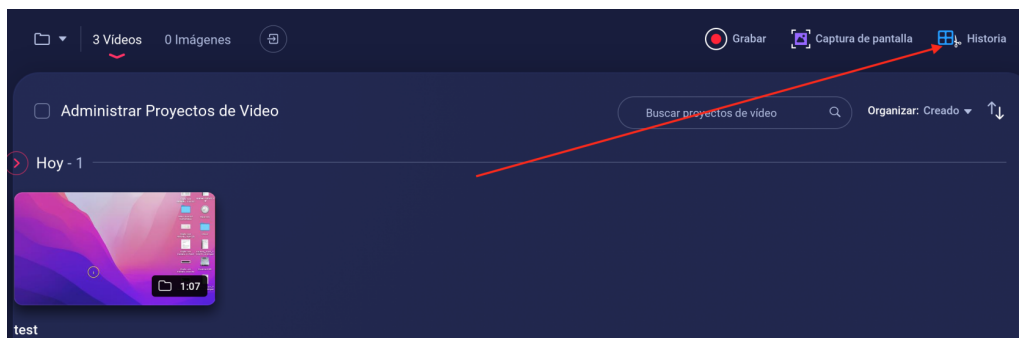 3 Vídeos 0 Imágenes Grabar Captura de pantalla Historia
Administrar Proyectos de Video Buscar proyectos de vídeo Organizar: Creado
Hoy - 1
1:07
test